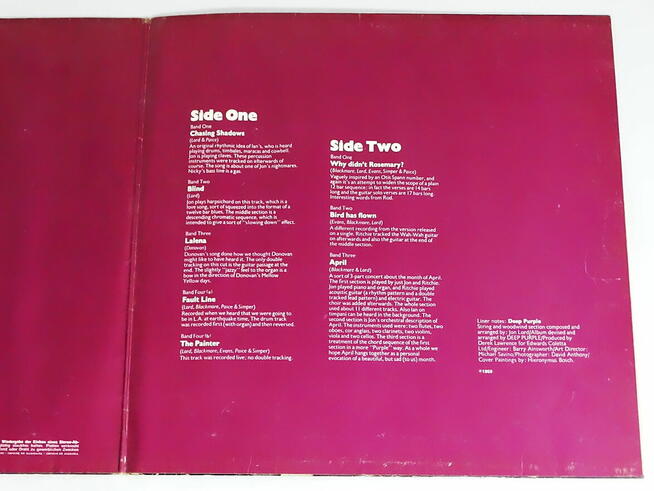 Side One
Band One
Chasing Shadows
(Lord & Paice)
An original rhythmic idea of Ian's, who is heard
playing drums, timbales, maracas and cowbell.
Jon is playing claves. These percussion
instruments were tracked on afterwards of
course. The song is about one of Jon's nightmares.
Nicky's bass line is a gas.
Band Two
Blind
(Lord)
Jon plays harpsichord on this track, which is a
love song, sort of squeezed into the format of a
twelve bar blues. The middle section is a
descending chromatic sequence, which is
intended to give a sort of "slowing down" effect.
Band Three
Lalena
(Donovan)
Donovan's song done how we thought Donovan
might like to have heard it. The only double
tracking on this cut is the guitar passage at the
end. The slightly "jazzy" feel to the organ is a
bow in the direction of Donovan's Mellow
Yellow days.
Band Four (a)
Fault Line
(Lord, Blackmore, Paice & Simper)
Recorded when we heard that we were going to
be in L.A. at earthquake time. The drum track
was recorded first (with organ) and then reversed.
Band Four (b)
The Painter
(Lord, Blackmore, Evans, Paice & Simper)
This track was recorded live; no double tracking.
Side Two
Band One
Why didn't Rosemary?
(Blackmore, Lord, Evans, Simper & Paice)
Vaguely inspired by an Otis Spann number, and
again it's an attempt to widen the scope of a plain
12 bar sequence: in fact the verses are 14 bars
long and the guitar solo verses are 17 bars long.
Interesting words from Rod.
Band Two
Bird has flown
(Evans, Blackmore, Lord)
A different recording from the version released
on a single. Ritchie tracked the Wah-Wah guitar
on afterwards and also the guitar at the end of
the middle section.
Band Three
April
(Blackmore & Lord)
A sort of 3-part concert about the month of April.
The first section is played by just Jon and Ritchie.
Jon played piano and organ, and Ritchie played
acoustic guitar (a rhythm pattern and a double
tracked lead pattern) and electric guitar. The
choir was added afterwards. The whole section
used about 11 different tracks. Also Ian on
timpani can be heard in the background. The
second section is Jon's orchestral description of
April. The instruments used were: two flutes, two
oboes, cor anglais, two clarinets, two violins,
viola and two cellos. The third section is a
treatment of the chord sequence of the first
section in a more "Purple" way. As a whole we
hope April hangs together as a personal
evocation of a beautiful, but sad (to us) month.
Liner notes: Deep Purple
String and woodwind section composed and
arranged by: Jon Lord/Album devised and
arranged by DEEP PURPLE/Produced by
Derek Lawrence for Edwards Coletta
Ltd/Engineer: Barry Ainsworth/Art Director:
Michael Savino/Photographer: David Anthony/
Cover Paintings by: Hieronymus Bosch.
℗1969
Wiedergabe der Einband eines Stereo-